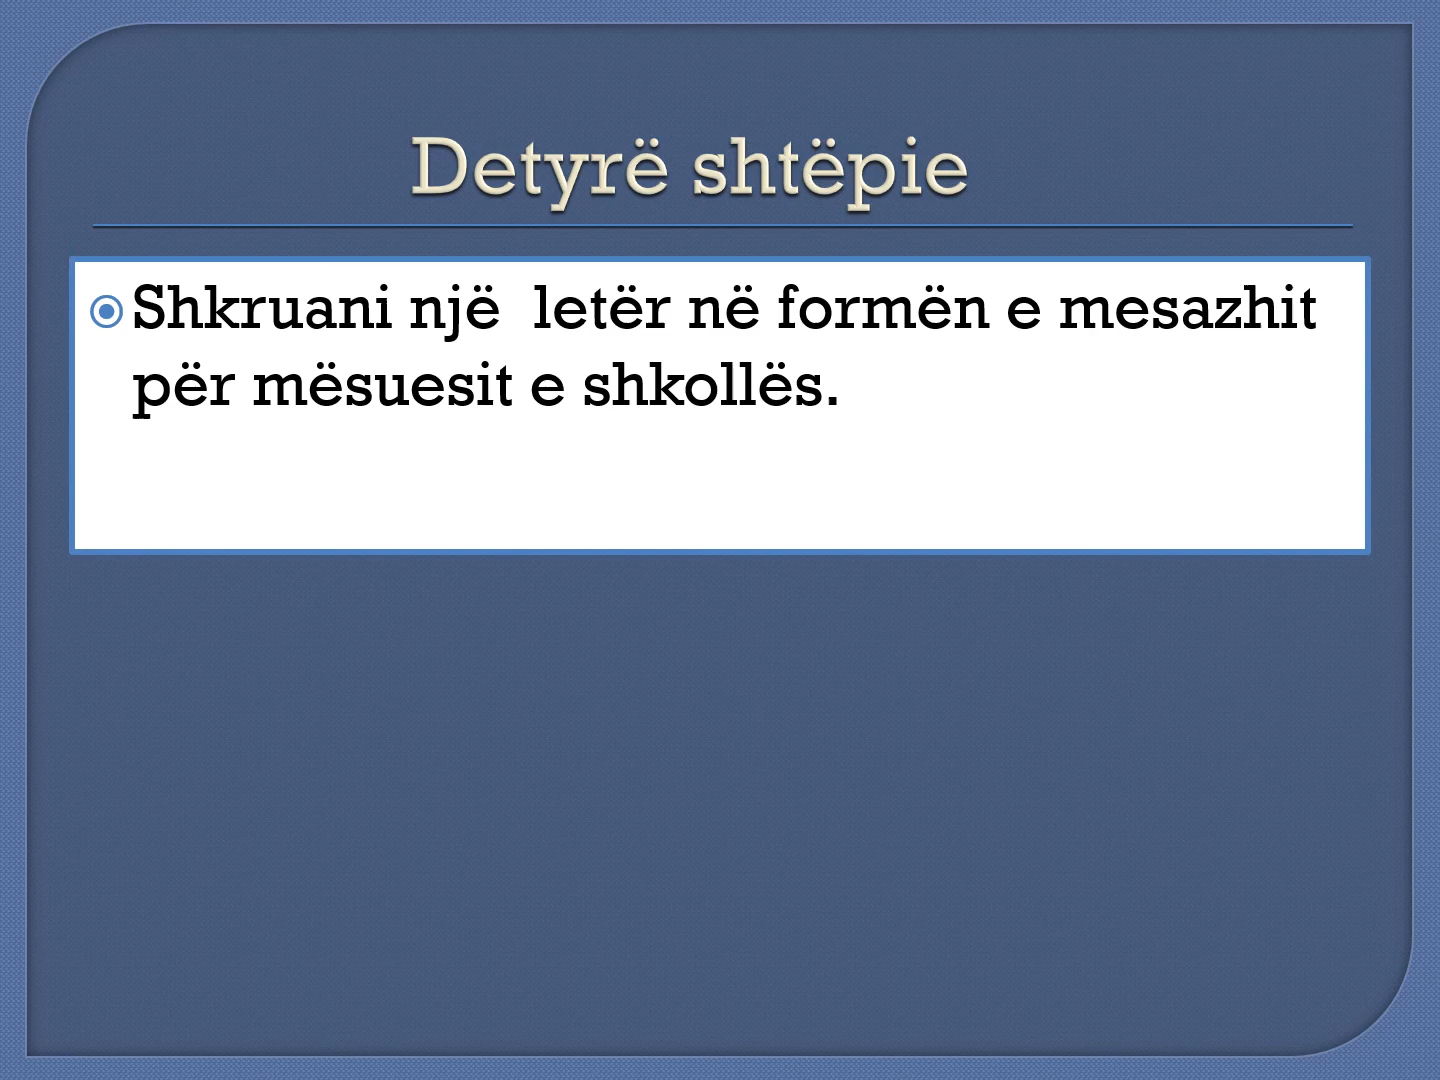 Detyrë shtëpie
Shkruani një  letër në formën e mesazhit
për mësuesit e shkollës.